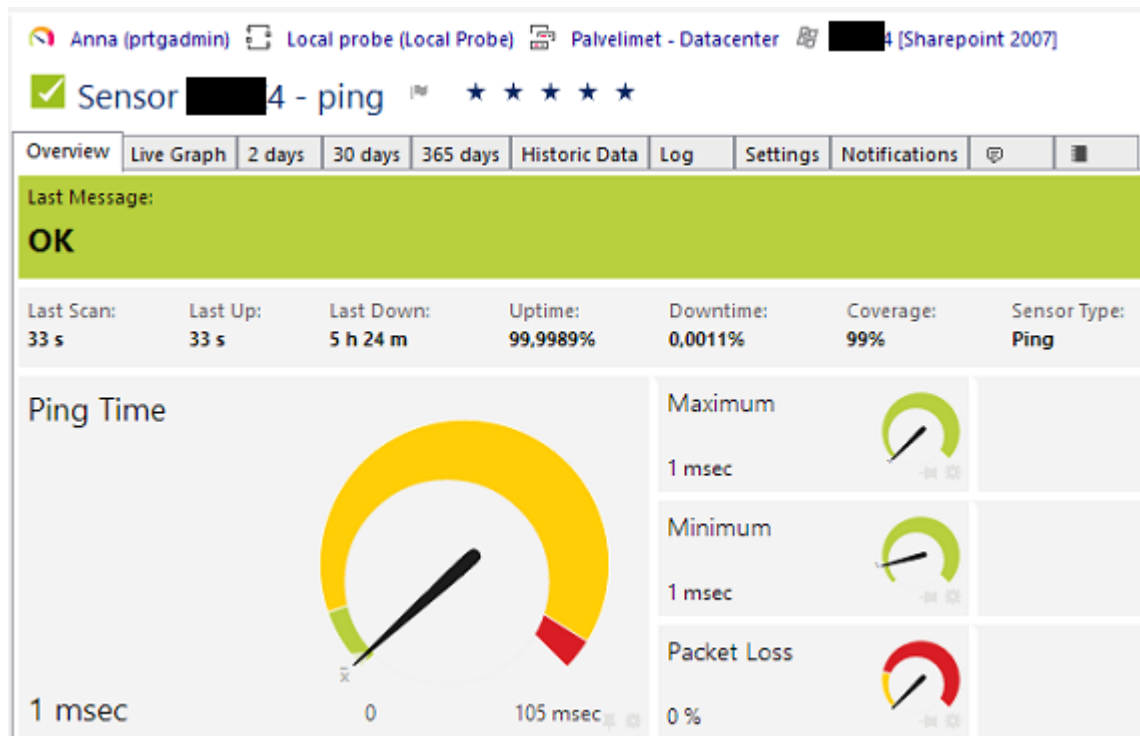 Anna (prtgadmin) Local probe (Local Probe) Palvelimet - Datacenter 4 [Sharepoint 2007]
Sensor 4 - ping
Overview Live Graph 2 days 30 days 365 days Historic Data Log Settings Notifications
Last Message:
OK
Last Scan: Last Up: Last Down: Uptime: Downtime: Coverage: Sensor Type:
33 s 33 s 5 h 24 m 99,9989% 0,0011% 99% Ping
Ping Time
1 msec
x̄
0 105 msec
Maximum
1 msec
Minimum
1 msec
Packet Loss
0 %